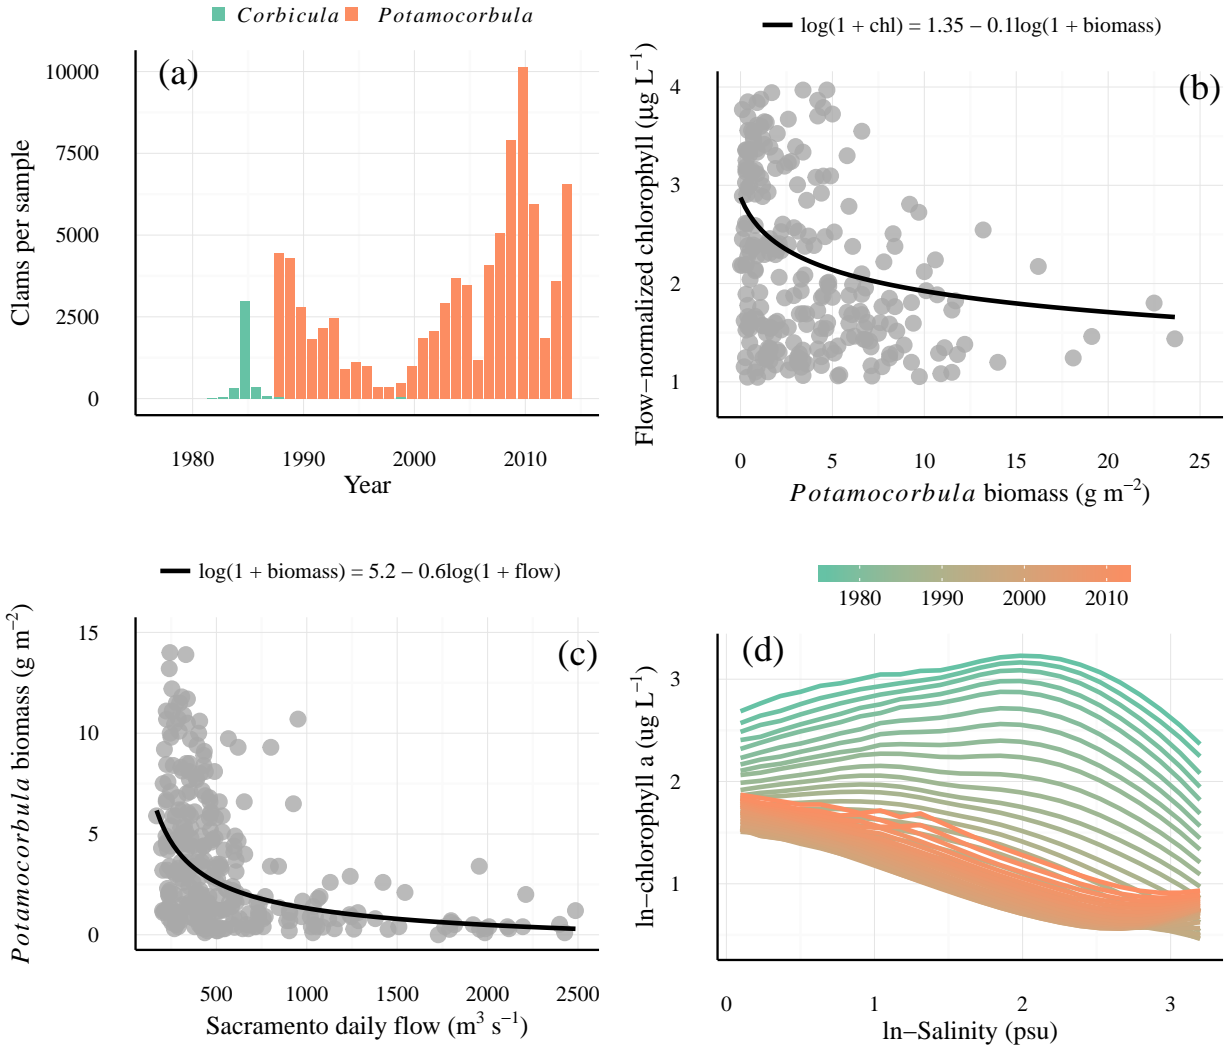 Corbicula Potamocorbula
(a)
Clams per sample
10000
7500
5000
2500
0
1980 1990 2000 2010
Year
log(1 + chl) = 1.35 − 0.1log(1 + biomass)
(b)
Flow−normalized chlorophyll (μg L⁻¹)
4
3
2
1
0 5 10 15 20 25
Potamocorbula biomass (g m⁻²)
log(1 + biomass) = 5.2 − 0.6log(1 + flow)
(c)
Potamocorbula biomass (g m⁻²)
15
10
5
0
500 1000 1500 2000 2500
Sacramento daily flow (m³ s⁻¹)
1980 1990 2000 2010
(d)
ln−chlorophyll a (ug L⁻¹)
3
2
1
0 1 2 3
ln−Salinity (psu)